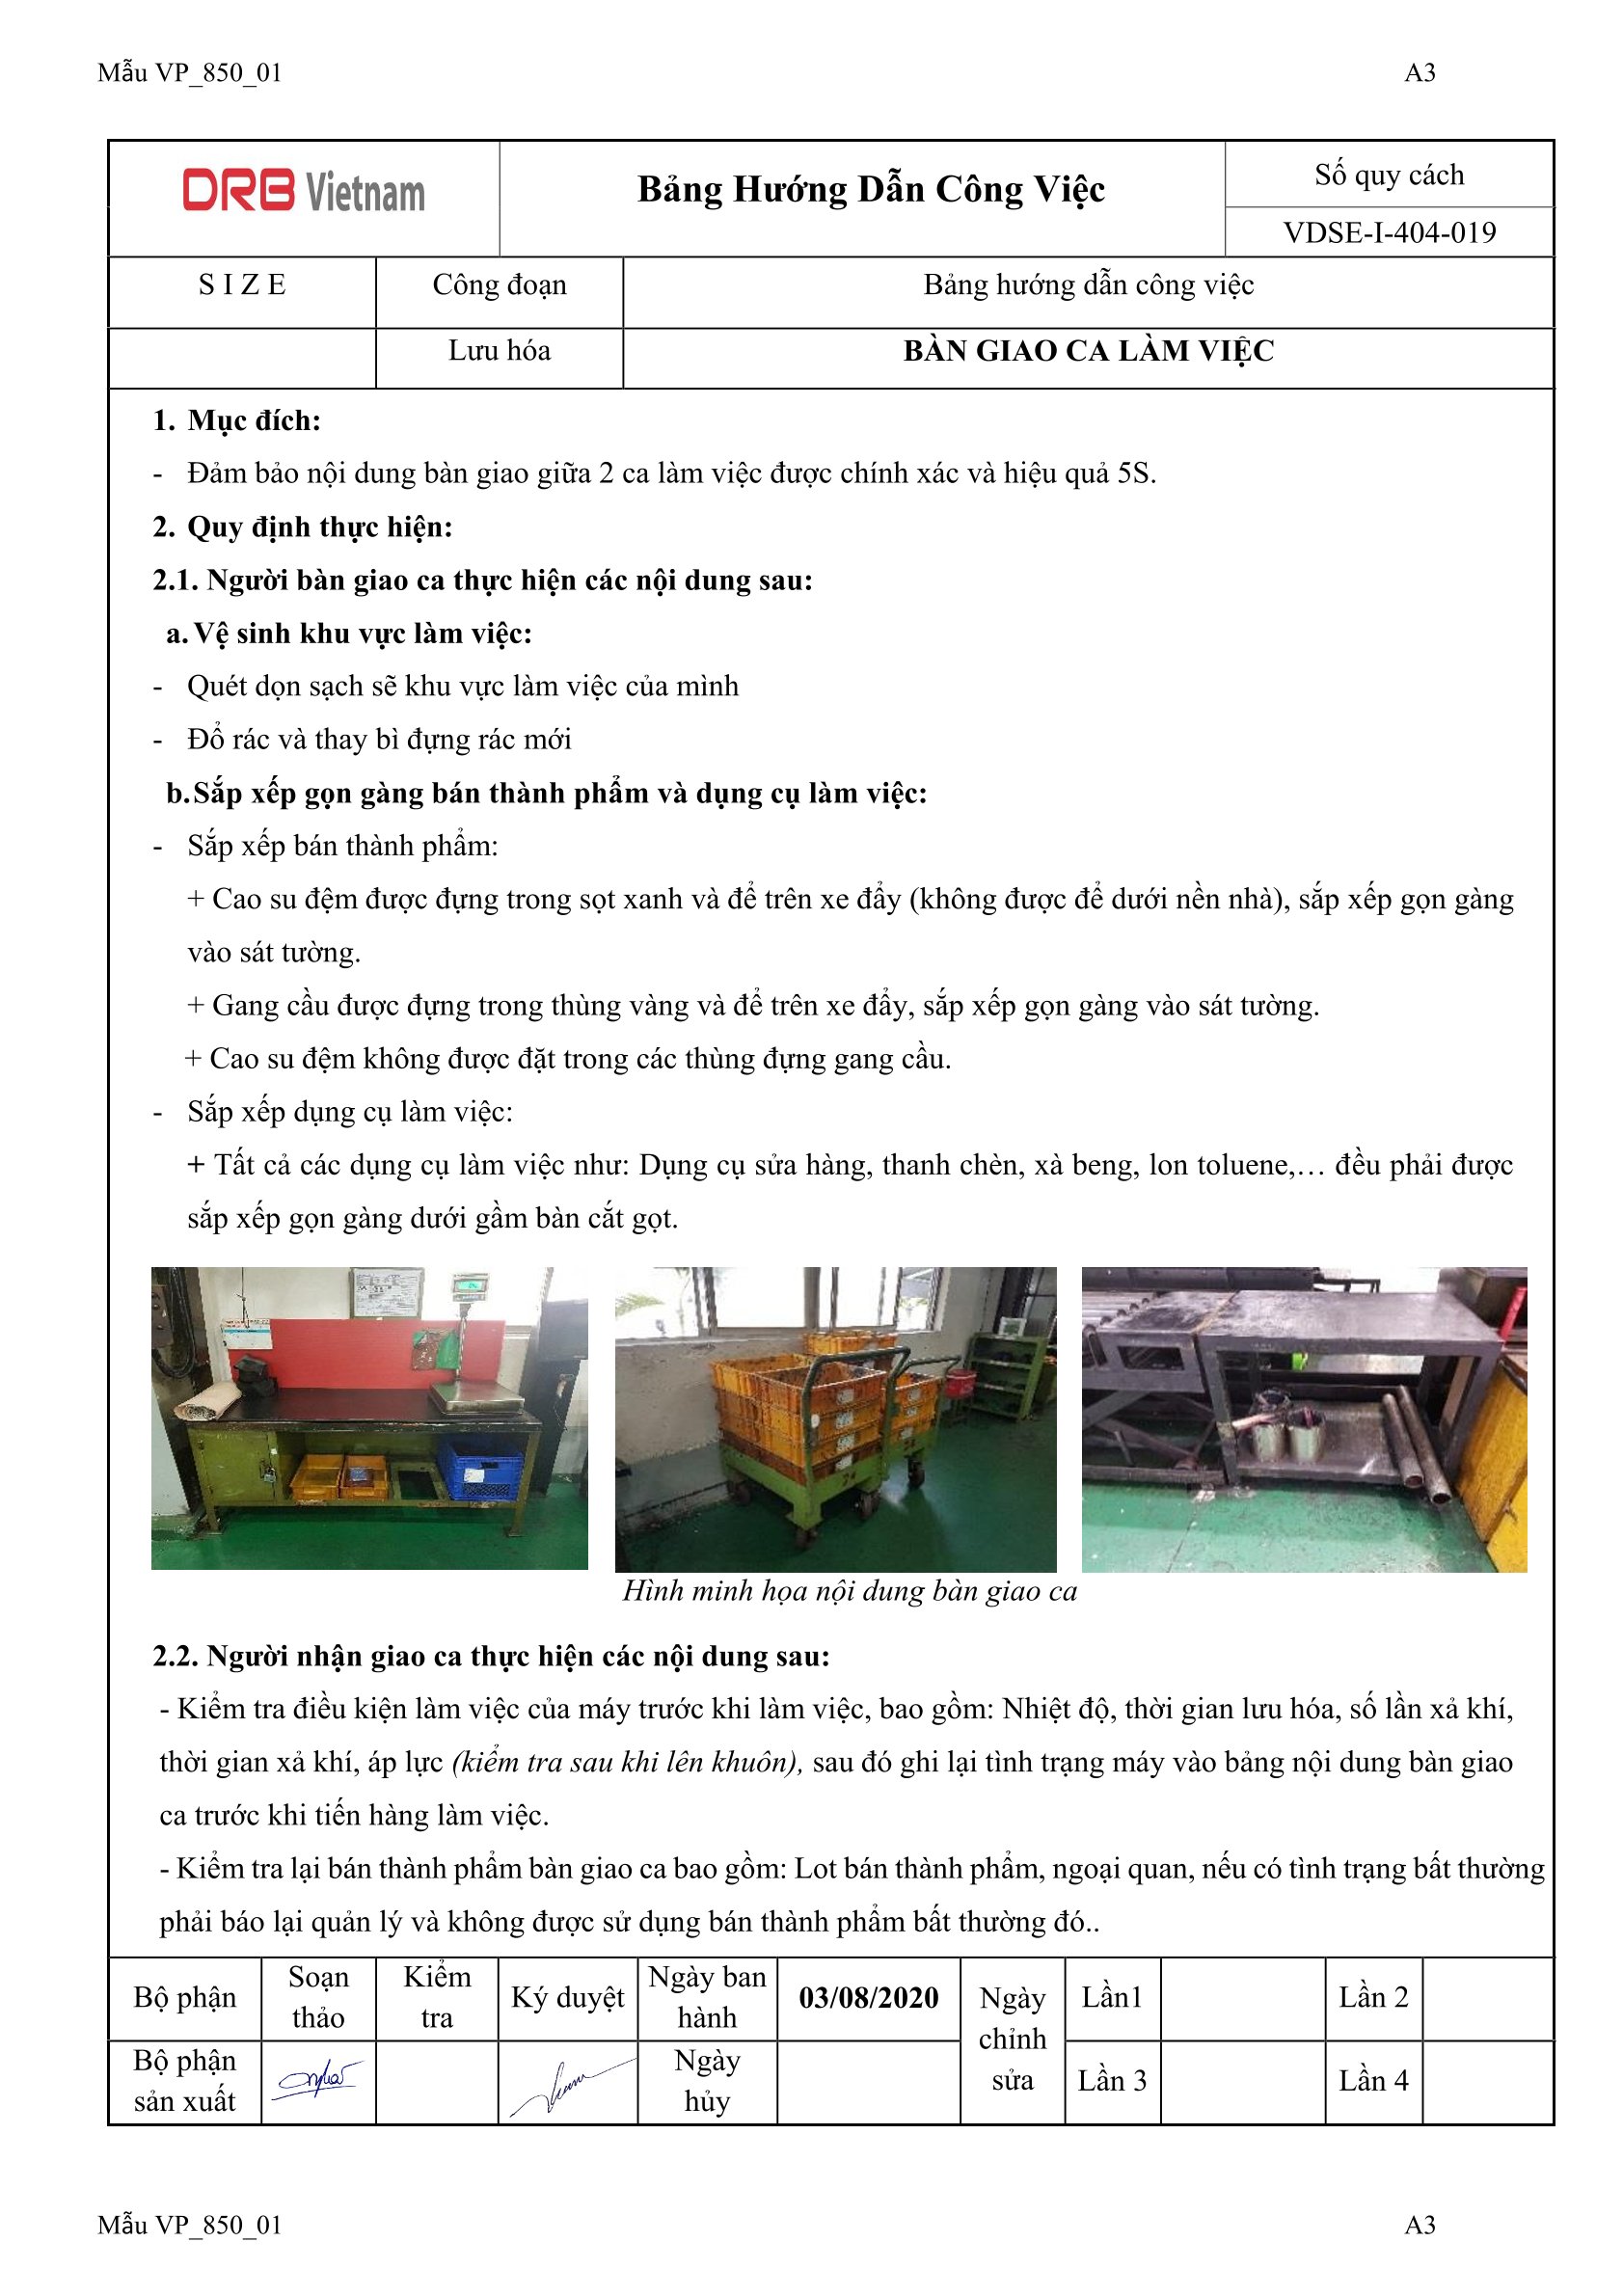 Mẫu VP_850_01 A3
DRB Vietnam
Bảng Hướng Dẫn Công Việc
Số quy cách
VDSE-I-404-019
S I Z E Công đoạn Bảng hướng dẫn công việc
Lưu hóa BÀN GIAO CA LÀM VIỆC
1. Mục đích:
- Đảm bảo nội dung bàn giao giữa 2 ca làm việc được chính xác và hiệu quả 5S.
2. Quy định thực hiện:
2.1. Người bàn giao ca thực hiện các nội dung sau:
a. Vệ sinh khu vực làm việc:
- Quét dọn sạch sẽ khu vực làm việc của mình
- Đổ rác và thay bì đựng rác mới
b. Sắp xếp gọn gàng bán thành phẩm và dụng cụ làm việc:
- Sắp xếp bán thành phẩm:
+ Cao su đệm được đựng trong sọt xanh và để trên xe đẩy (không được để dưới nền nhà), sắp xếp gọn gàng
vào sát tường.
+ Gang cầu được đựng trong thùng vàng và để trên xe đẩy, sắp xếp gọn gàng vào sát tường.
+ Cao su đệm không được đặt trong các thùng đựng gang cầu.
- Sắp xếp dụng cụ làm việc:
+ Tất cả các dụng cụ làm việc như: Dụng cụ sửa hàng, thanh chèn, xà beng, lon toluene,… đều phải được
sắp xếp gọn gàng dưới gầm bàn cắt gọt.
Hình minh họa nội dung bàn giao ca
2.2. Người nhận giao ca thực hiện các nội dung sau:
- Kiểm tra điều kiện làm việc của máy trước khi làm việc, bao gồm: Nhiệt độ, thời gian lưu hóa, số lần xả khí,
thời gian xả khí, áp lực (kiểm tra sau khi lên khuôn), sau đó ghi lại tình trạng máy vào bảng nội dung bàn giao
ca trước khi tiến hàng làm việc.
- Kiểm tra lại bán thành phẩm bàn giao ca bao gồm: Lot bán thành phẩm, ngoại quan, nếu có tình trạng bất thường
phải báo lại quản lý và không được sử dụng bán thành phẩm bất thường đó..
Bộ phận
Soạn
thảo
Kiểm
tra
Ký duyệt
Ngày ban
hành
03/08/2020
Ngày
chỉnh
sửa
Lần1
Lần 2
Bộ phận
sản xuất
Ngày
hủy
Lần 3
Lần 4
Mẫu VP_850_01 A3